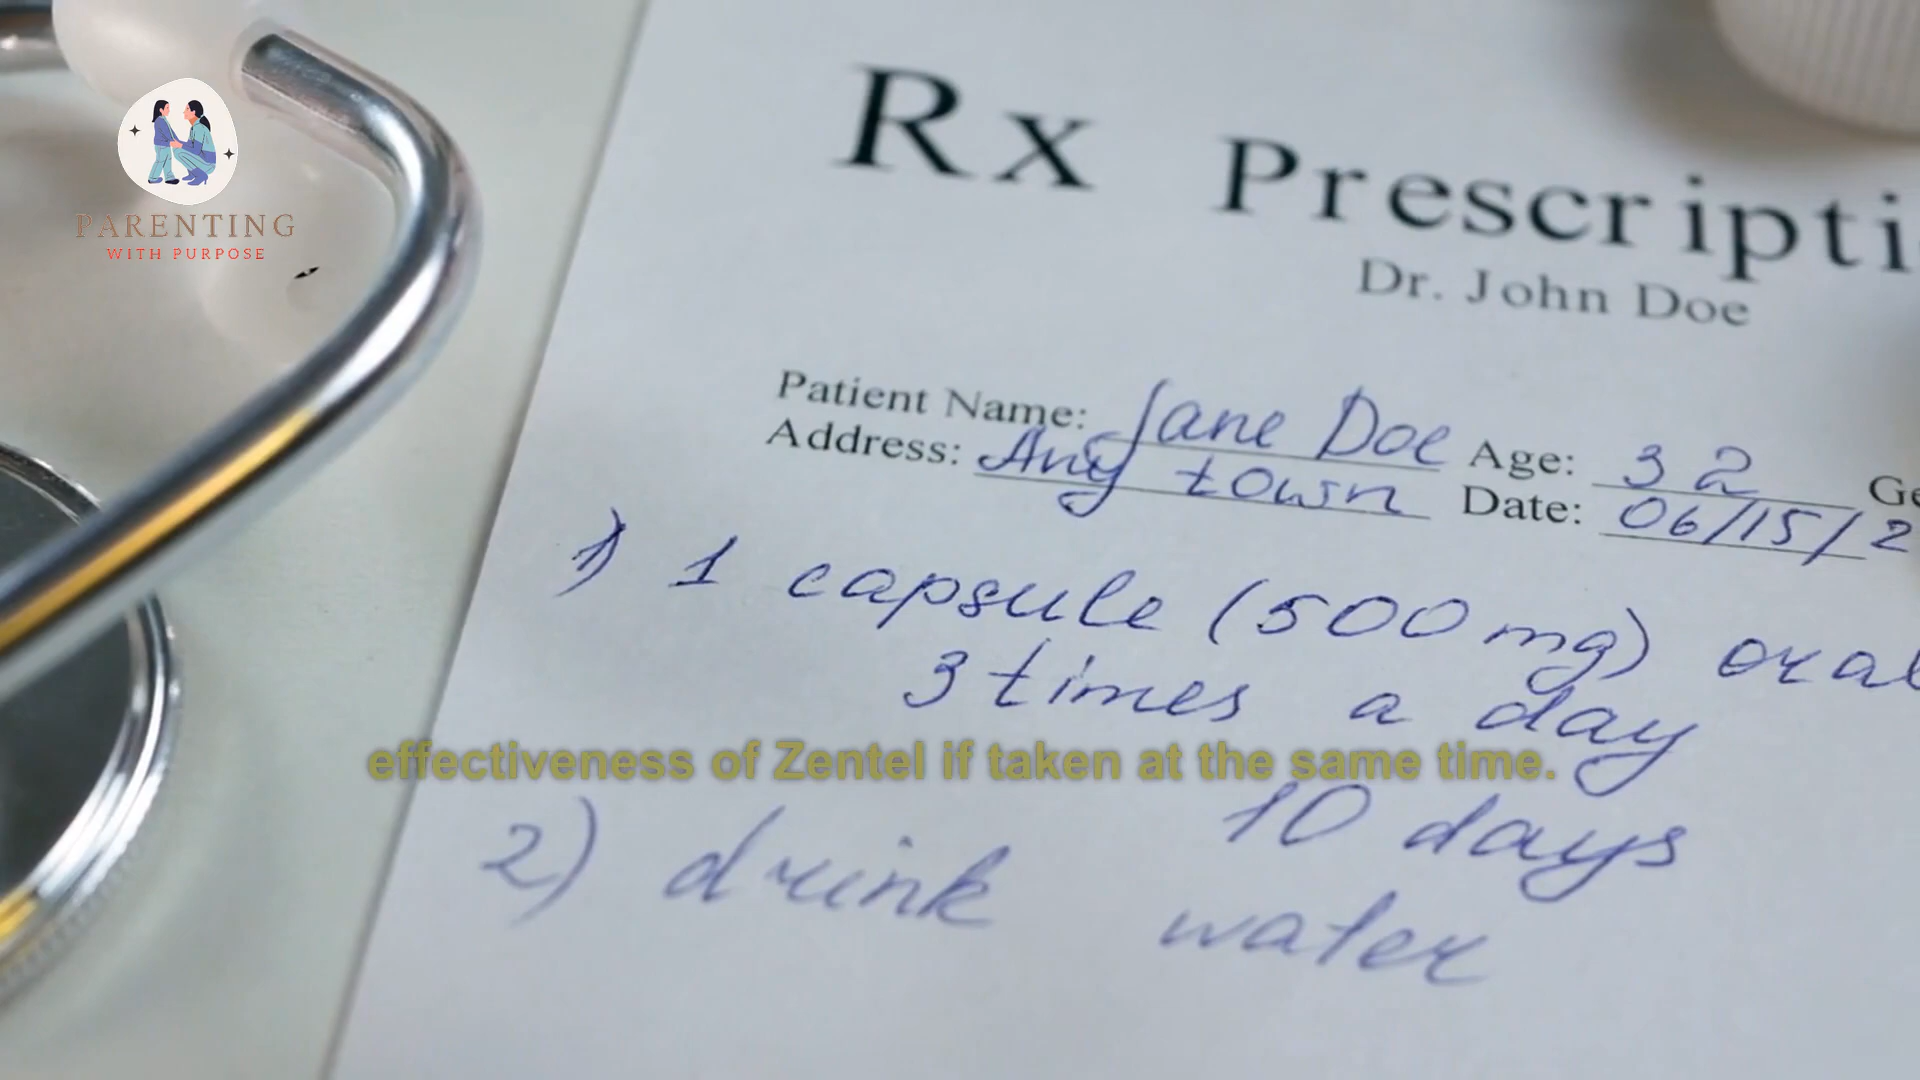 PARENTING
WITH PURPOSE
Rx Prescripti
Dr. John Doe
Patient Name: Jane Doe Age: 32 Ge
Address: Any town Date: 06/15/2
1) 1 capsule (500mg) oral
3 times a day
effectiveness of Zentel if taken at the same time.
10 days
2) drink water